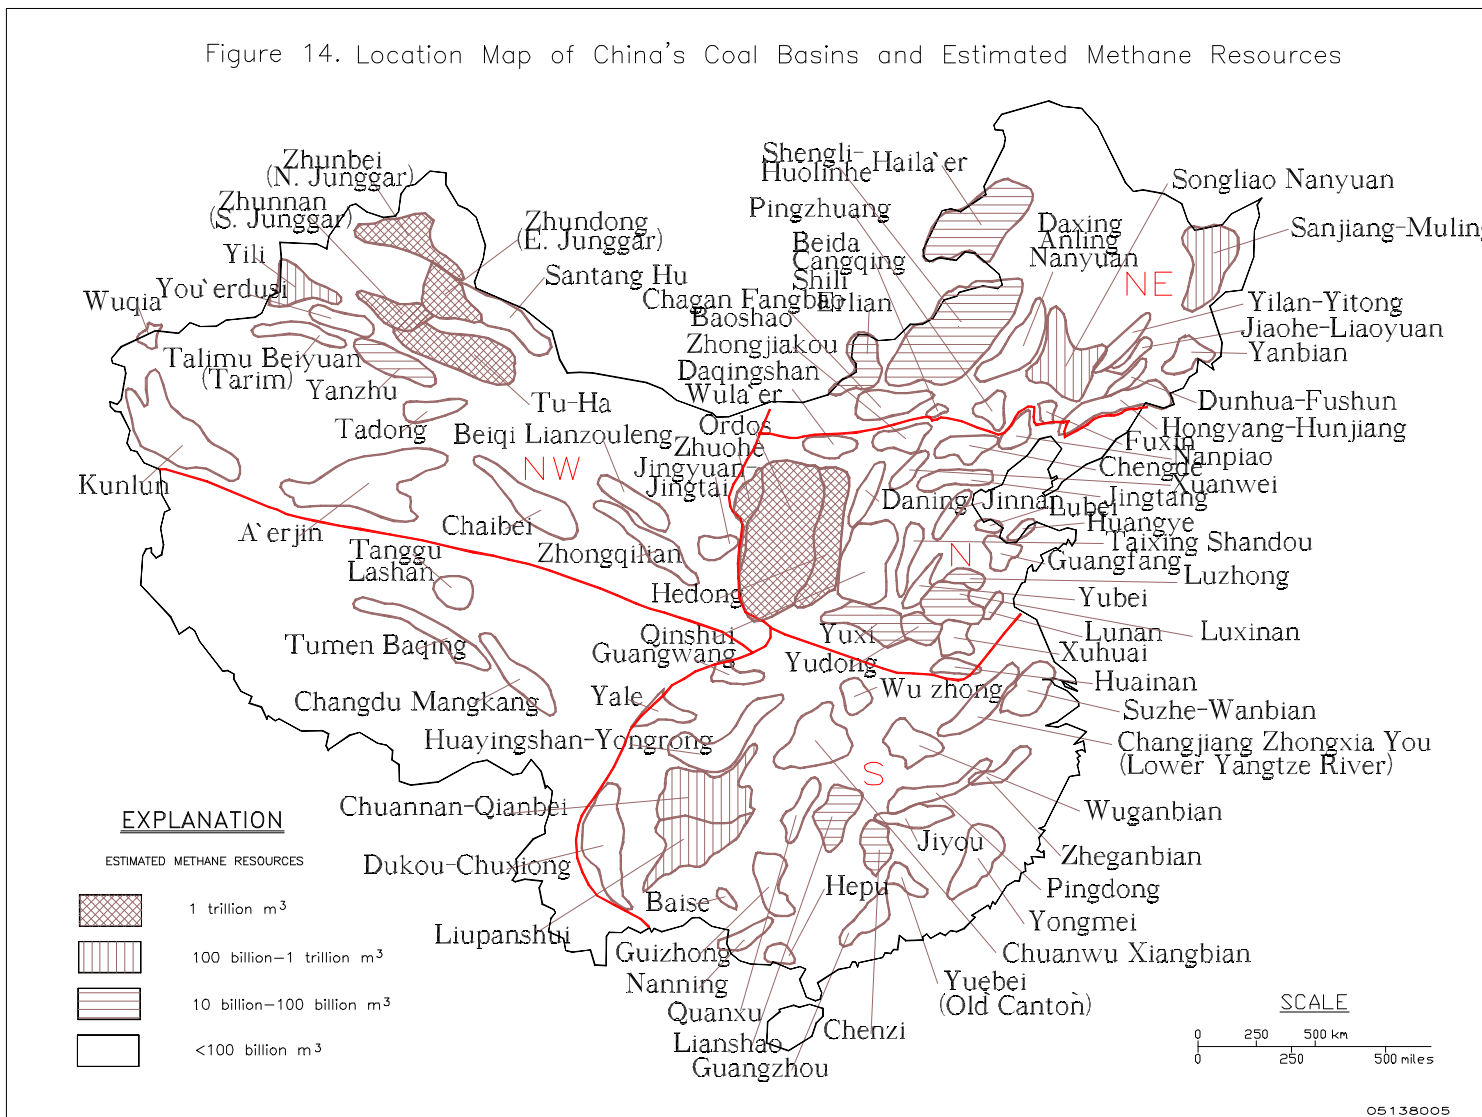 Figure 14. Location Map of China's Coal Basins and Estimated Methane Resources
Zhunbei
(N. Junggar)
Zhunnan
(S. Junggar)
Yili
You`erdusi
Wuqia
Zhundong
(E. Junggar)
Santang Hu
Talimu Beiyuan
(Tarim)
Yanzhu
Tadong
Tu-Ha
Beiqi Lianzouleng
NW
Kunlun
A`erjin
Chaibei
Zhongqilian
Tanggu
Lashan
Tumen Baqing
Changdu Mangkang
Shengli-
Huolinhe
Haila`er
Pingzhuang
Beida
Cangqing
Shili
Erlian
Chagan Fangbao
Baoshao
Zhongjiakou
Daqingshan
Wula`er
Ordos
Zhuohe
Jingyuan
Jingtai
Daxing
Anling
Nanyuan
Songliao Nanyuan
Sanjiang-Muling
NE
Yilan-Yitong
Jiaohe-Liaoyuan
Yanbian
Dunhua-Fushun
Hongyang-Hunjiang
Fuxin
Nanpiao
Chengde
Xuanwei
Jingtang
Daning
Jinnan
Lubei
Huangye
Taixing Shandou
N
Guangfang
Luzhong
Yubei
Lunan
Luxinan
Xuhuai
Hedong
Qinshui
Guangwang
Yuxi
Yudong
Wu zhong
Huainan
Suzhe-Wanbian
Changjiang Zhongxia You
(Lower Yangtze River)
Yale
Huayingshan-Yongrong
S
Chuannan-Qianbei
Wuganbian
Dukou-Chuxiong
Jiyou
Zheganbian
Pingdong
Hepu
Baise
Yongmei
Liupanshui
Guizhong
Chuanwu Xiangbian
Nanning
Yuebei
(Old Canton)
Quanxu
Lianshao
Chenzi
Guangzhou
EXPLANATION
ESTIMATED METHANE RESOURCES
1 trillion m³
100 billion-1 trillion m³
10 billion-100 billion m³
<100 billion m³
SCALE
0 250 500 km
0 250 500 miles
05138005